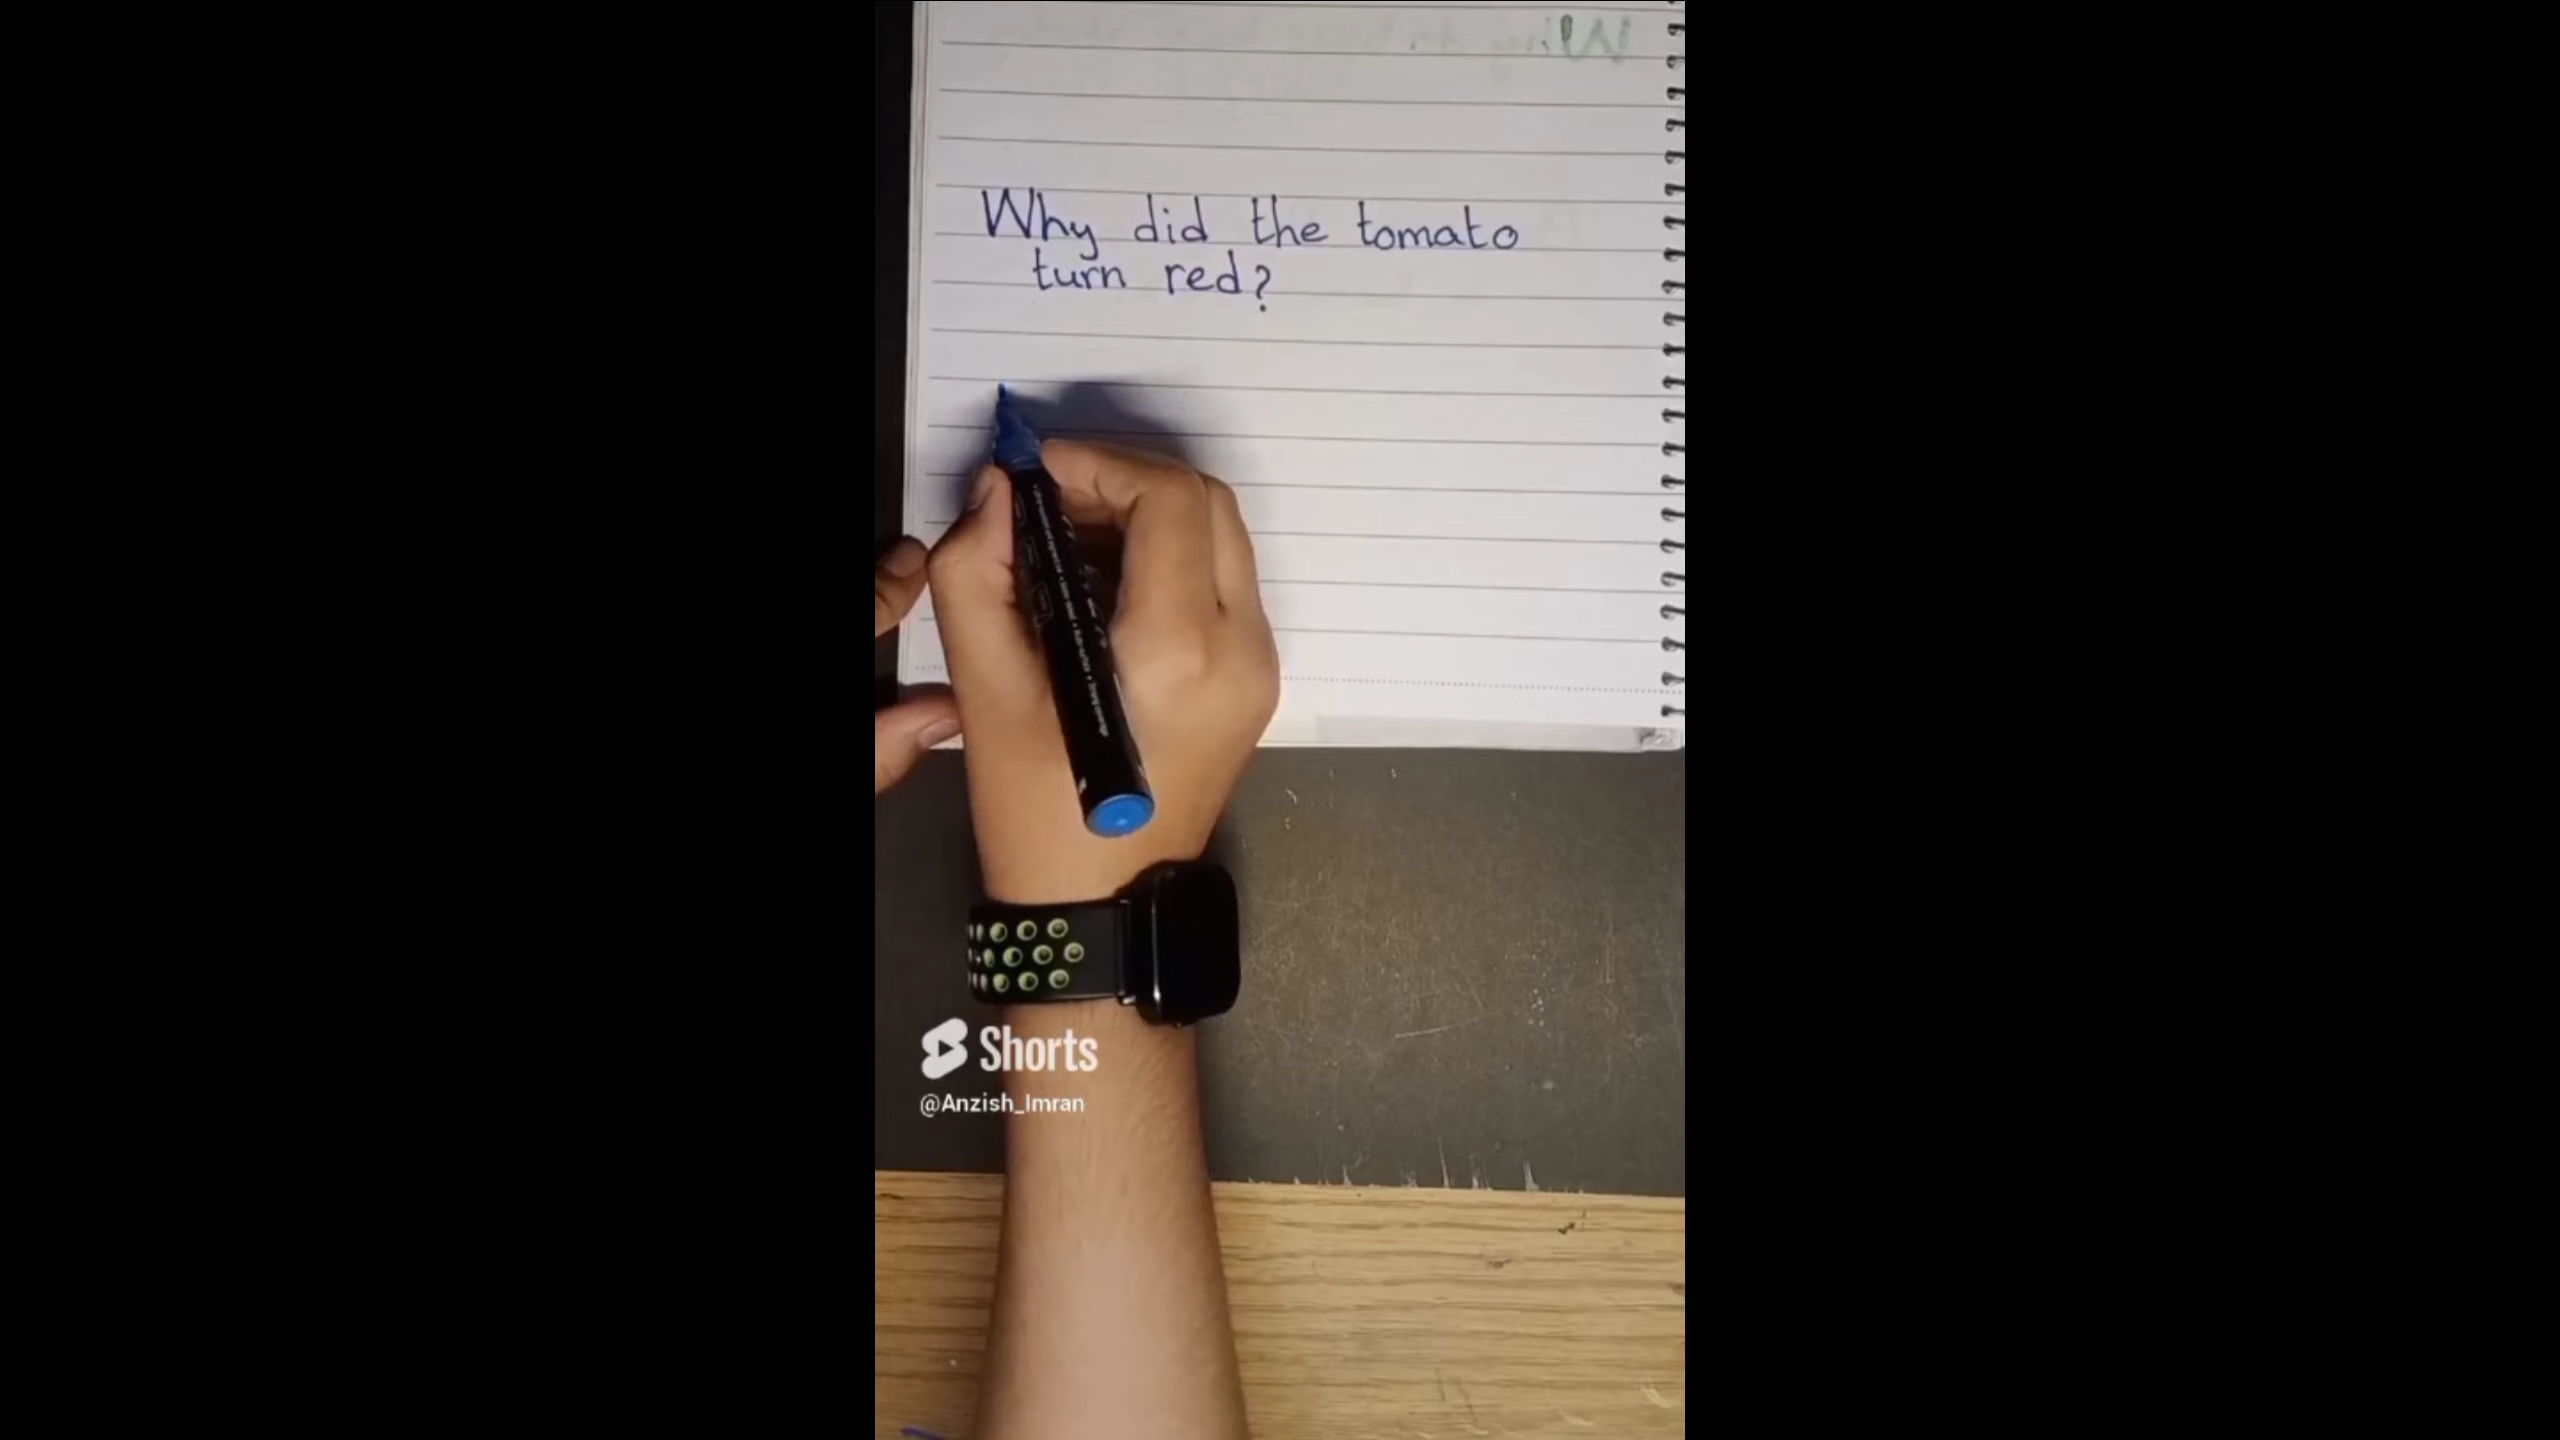 Why did the tomato
turn red?
Shorts
@Anzish_Imran